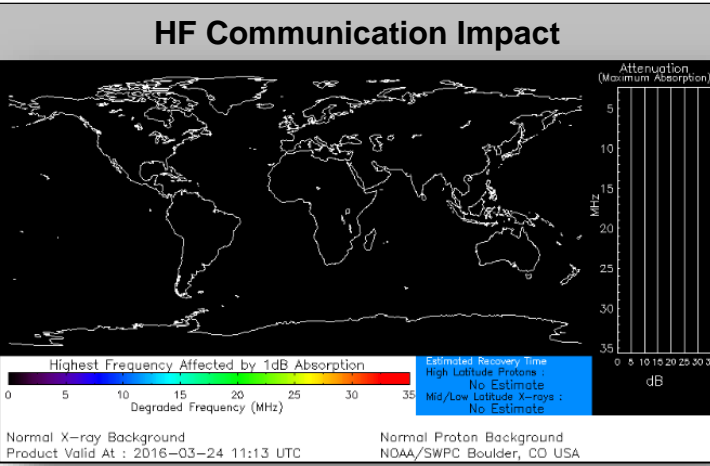 HF Communication Impact
Attenuation
(Maximum Absorption)
5
10
15
20
25
30
35
MHz
0 5 10 15 20 25 30
dB
Highest Frequency Affected by 1dB Absorption
0 5 10 15 20 25 30 35
Degraded Frequency (MHz)
Estimated Recovery Time
High Latitude Protons :
No Estimate
Mid/Low Latitude X-rays :
No Estimate
Normal X-ray Background
Product Valid At : 2016-03-24 11:13 UTC
Normal Proton Background
NOAA/SWPC Boulder, CO USA